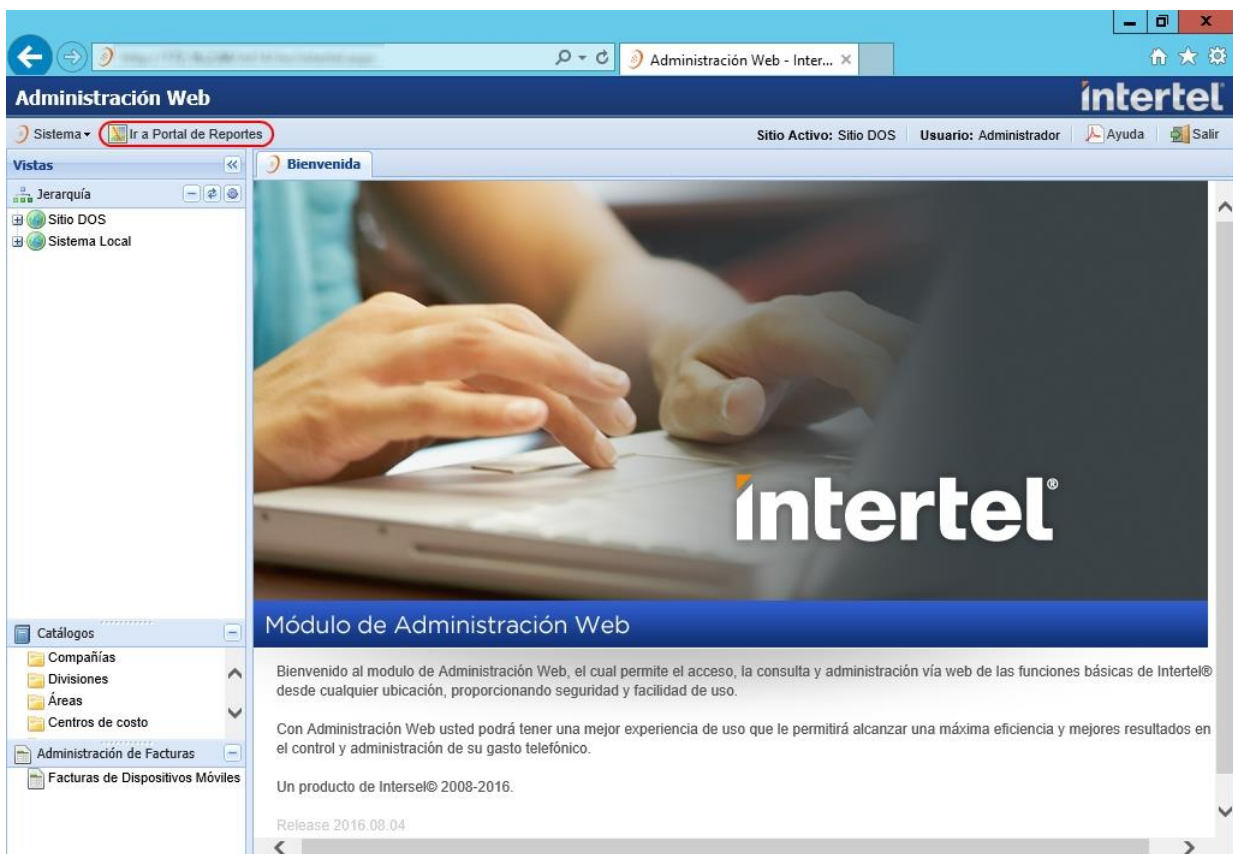 Administración Web - Inter...
Administración Web
íntertel
Sistema
Ir a Portal de Reportes
Sitio Activo: Sitio DOS
Usuario: Administrador
Ayuda
Salir
Vistas
Bienvenida
Jerarquía
Sitio DOS
Sistema Local
íntertel®
Módulo de Administración Web
Catálogos
Compañías
Divisiones
Áreas
Centros de costo
Administración de Facturas
Facturas de Dispositivos Móviles
Bienvenido al modulo de Administración Web, el cual permite el acceso, la consulta y administración vía web de las funciones básicas de Intertel®
desde cualquier ubicación, proporcionando seguridad y facilidad de uso.
Con Administración Web usted podrá tener una mejor experiencia de uso que le permitirá alcanzar una máxima eficiencia y mejores resultados en
el control y administración de su gasto telefónico.
Un producto de Intersel© 2008-2016.
Release 2016.08.04